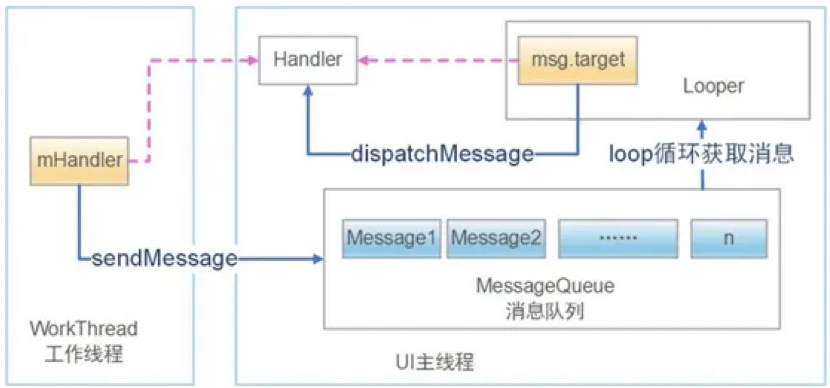 Handler
msg.target
Looper
mHandler
dispatchMessage
loop循环获取消息
Message1
Message2
······
n
sendMessage
MessageQueue
消息队列
WorkThread
工作线程
UI主线程